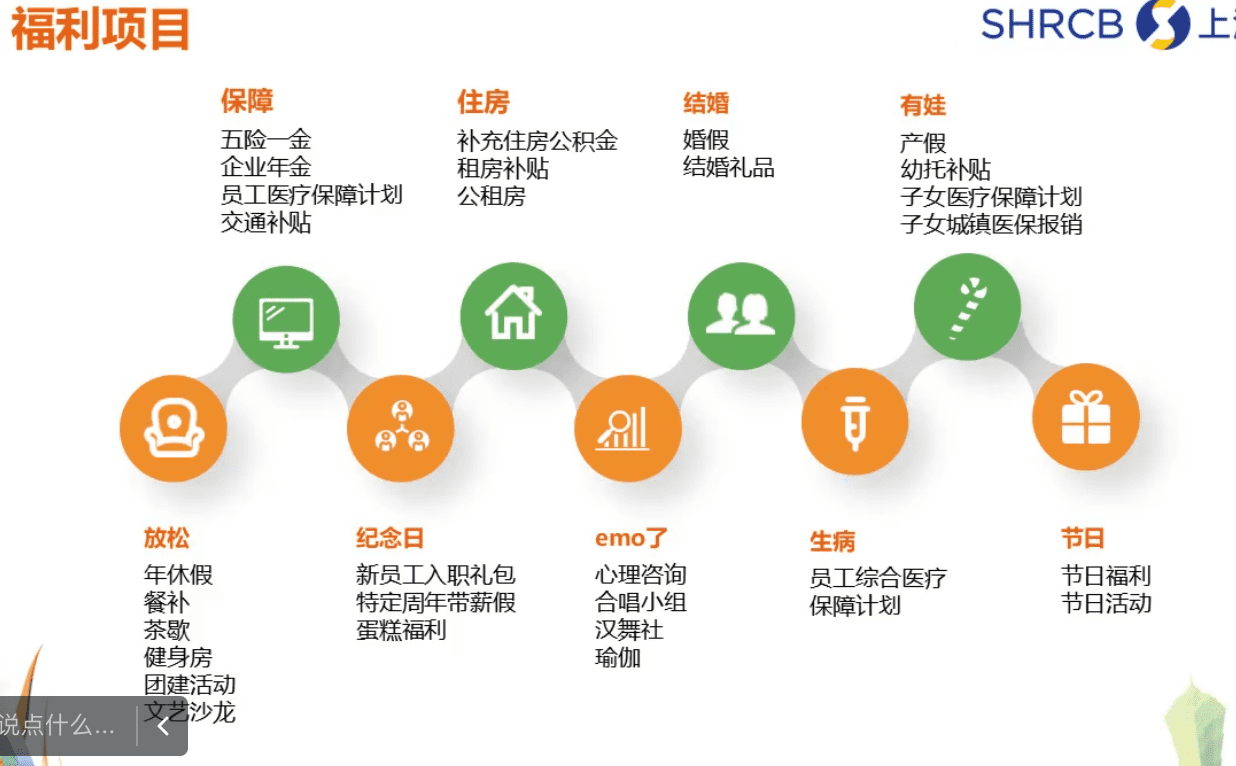 福利项目
SHRCB 上
保障
五险一金
企业年金
员工医疗保障计划
交通补贴
住房
补充住房公积金
租房补贴
公租房
结婚
婚假
结婚礼品
有娃
产假
幼托补贴
子女医疗保障计划
子女城镇医保报销
放松
年休假
餐补
茶歇
健身房
团建活动
文艺沙龙
纪念日
新员工入职礼包
特定周年带薪假
蛋糕福利
emo了
心理咨询
合唱小组
汉舞社
瑜伽
生病
员工综合医疗
保障计划
节日
节日福利
节日活动
说点什么...